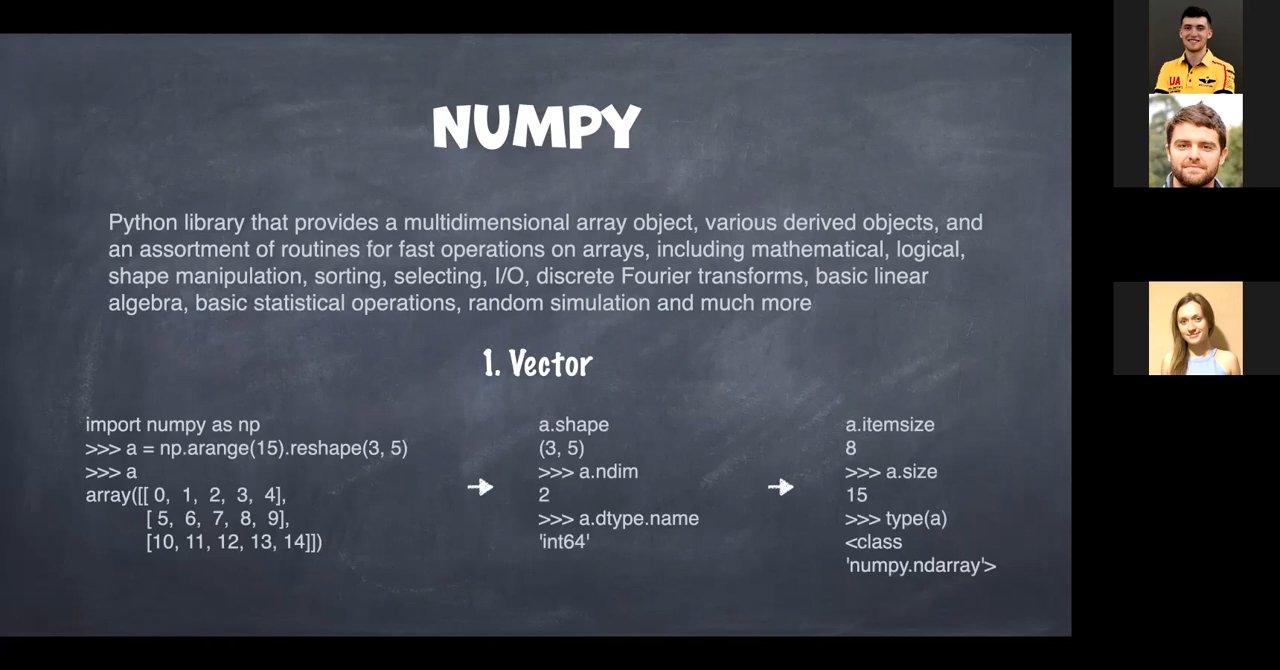 NUMPY
Python library that provides a multidimensional array object, various derived objects, and
an assortment of routines for fast operations on arrays, including mathematical, logical,
shape manipulation, sorting, selecting, I/O, discrete Fourier transforms, basic linear
algebra, basic statistical operations, random simulation and much more
1. Vector
import numpy as np
>>> a = np.arange(15).reshape(3, 5)
>>> a
array([[ 0, 1, 2, 3, 4],
[ 5, 6, 7, 8, 9],
[10, 11, 12, 13, 14]])
a.shape
(3, 5)
>>> a.ndim
2
>>> a.dtype.name
'int64'
a.itemsize
8
>>> a.size
15
>>> type(a)
<class
'numpy.ndarray'>
UA